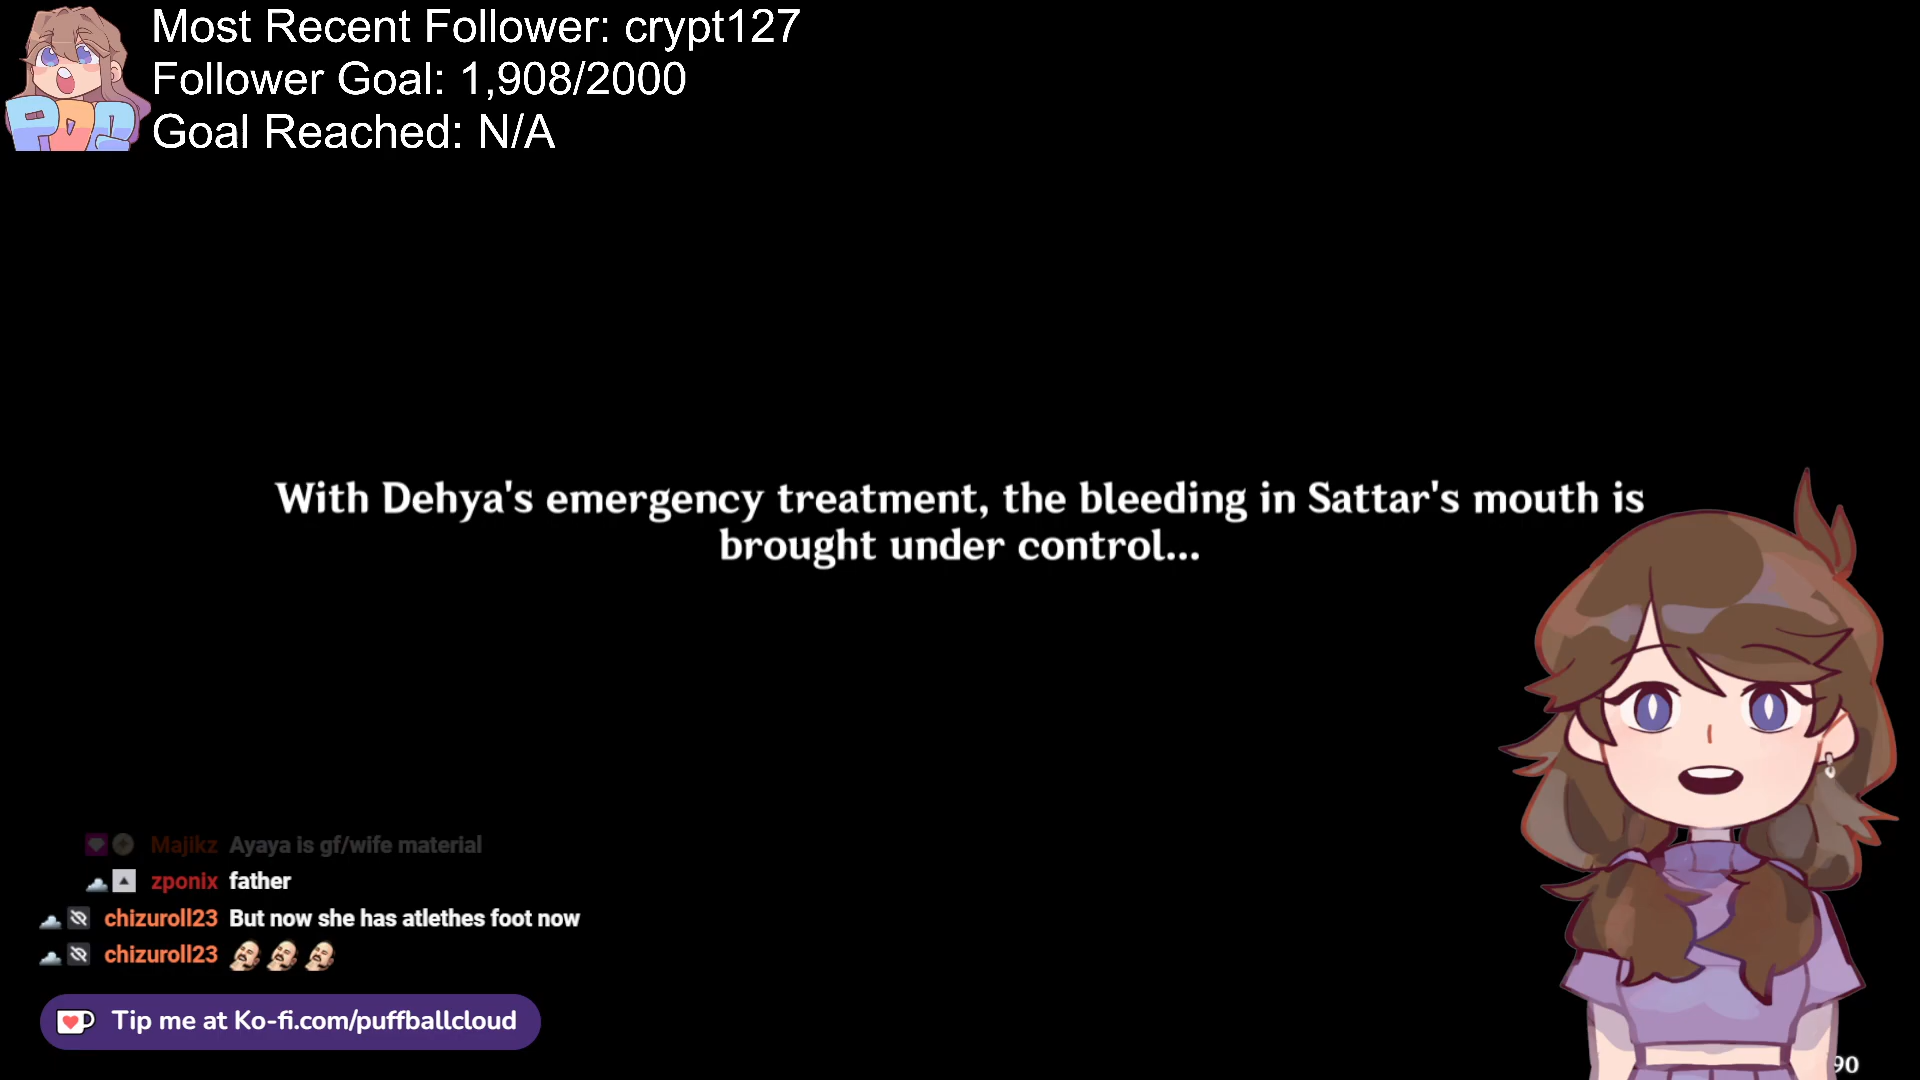 Most Recent Follower: crypt127
Follower Goal: 1,908/2000
Goal Reached: N/A
POG
With Dehya's emergency treatment, the bleeding in Sattar's mouth is
brought under control...
Majikz Ayaya is gf/wife material
zponix father
chizuroll23 But now she has atlethes foot now
chizuroll23
Tip me at Ko-fi.com/puffballcloud
90